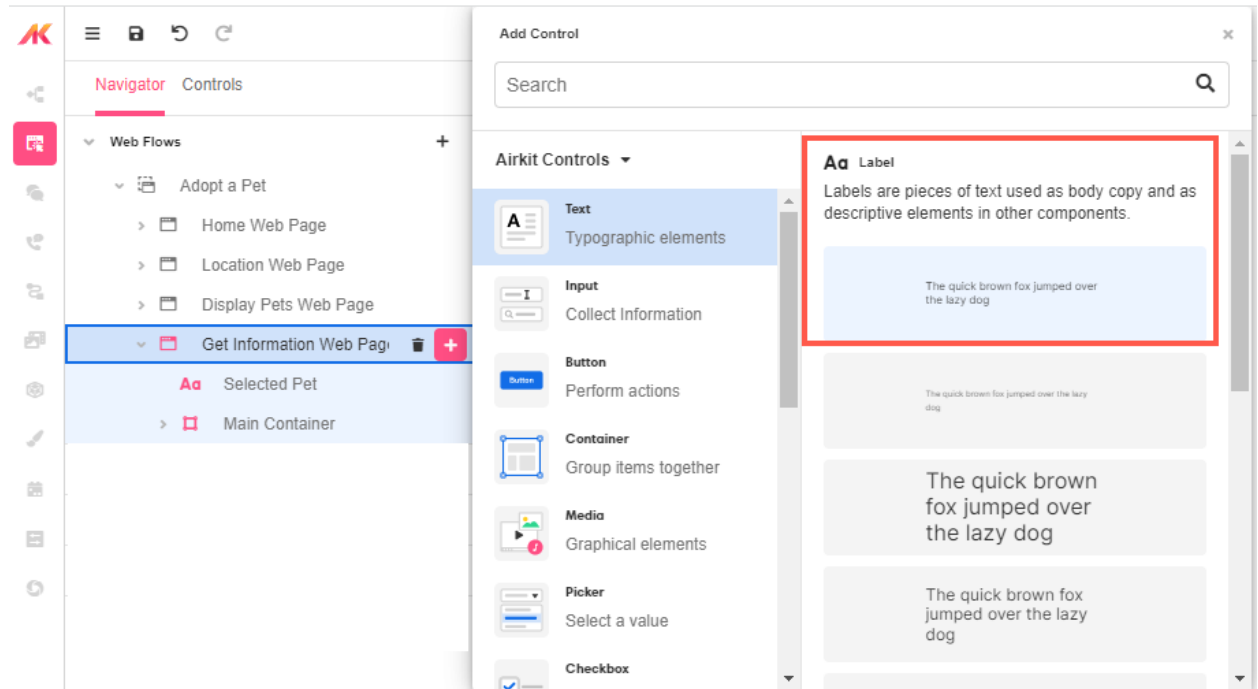 Navigator Controls
Web Flows
Adopt a Pet
Home Web Page
Location Web Page
Display Pets Web Page
Get Information Web Pag
Aa Selected Pet
Main Container
Add Control
Search
Airkit Controls
A
Text
Typographic elements
Input
Collect Information
Button
Button
Perform actions
Container
Group items together
Media
Graphical elements
Picker
Select a value
Checkbox
Aa Label
Labels are pieces of text used as body copy and as
descriptive elements in other components.
The quick brown fox jumped over
the lazy dog
The quick brown fox jumped over the lazy
dog
The quick brown
fox jumped over
the lazy dog
The quick brown fox
jumped over the lazy
dog